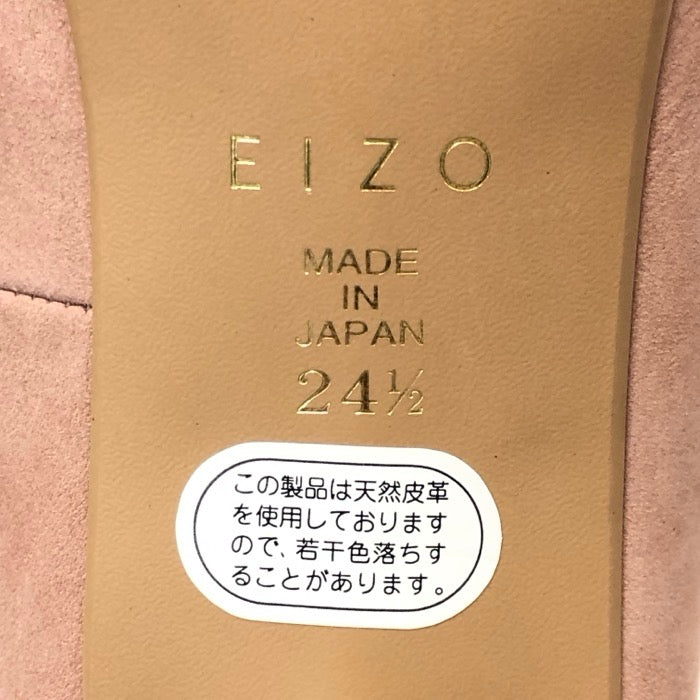 EIZO
MADE
IN
JAPAN
24½
この製品は天然皮革
を使用しております
ので、若干色落ちす
ることがあります。